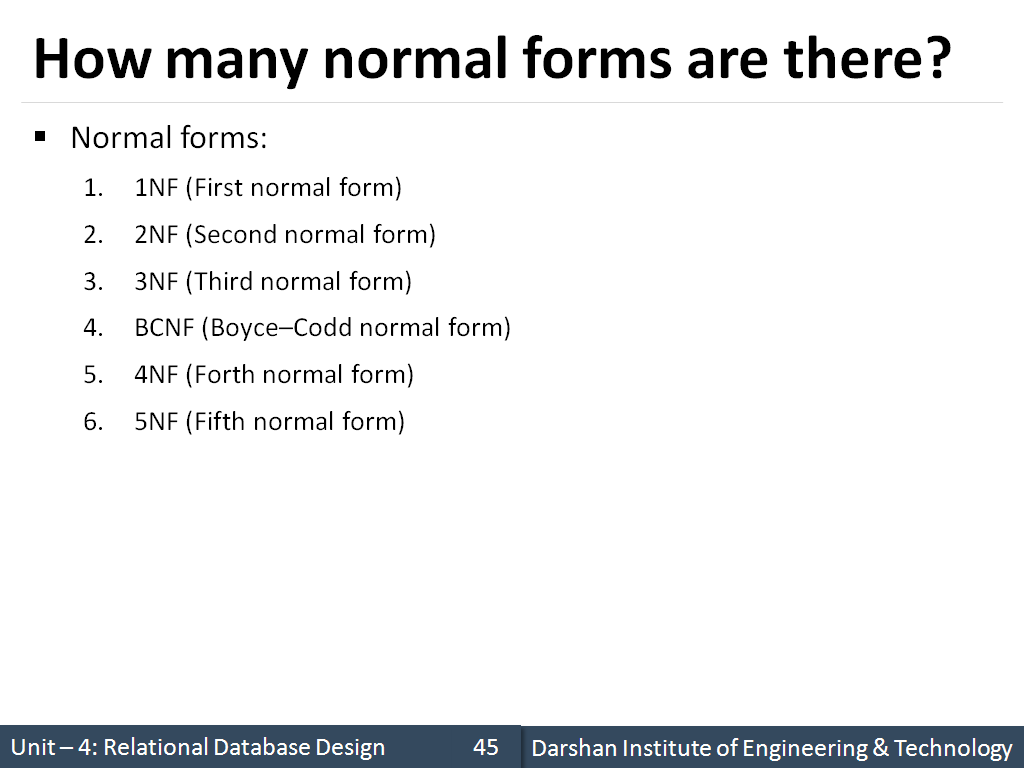 How many normal forms are there?
▪ Normal forms:
1. 1NF (First normal form)
2. 2NF (Second normal form)
3. 3NF (Third normal form)
4. BCNF (Boyce–Codd normal form)
5. 4NF (Forth normal form)
6. 5NF (Fifth normal form)
Unit – 4: Relational Database Design 45 Darshan Institute of Engineering & Technology